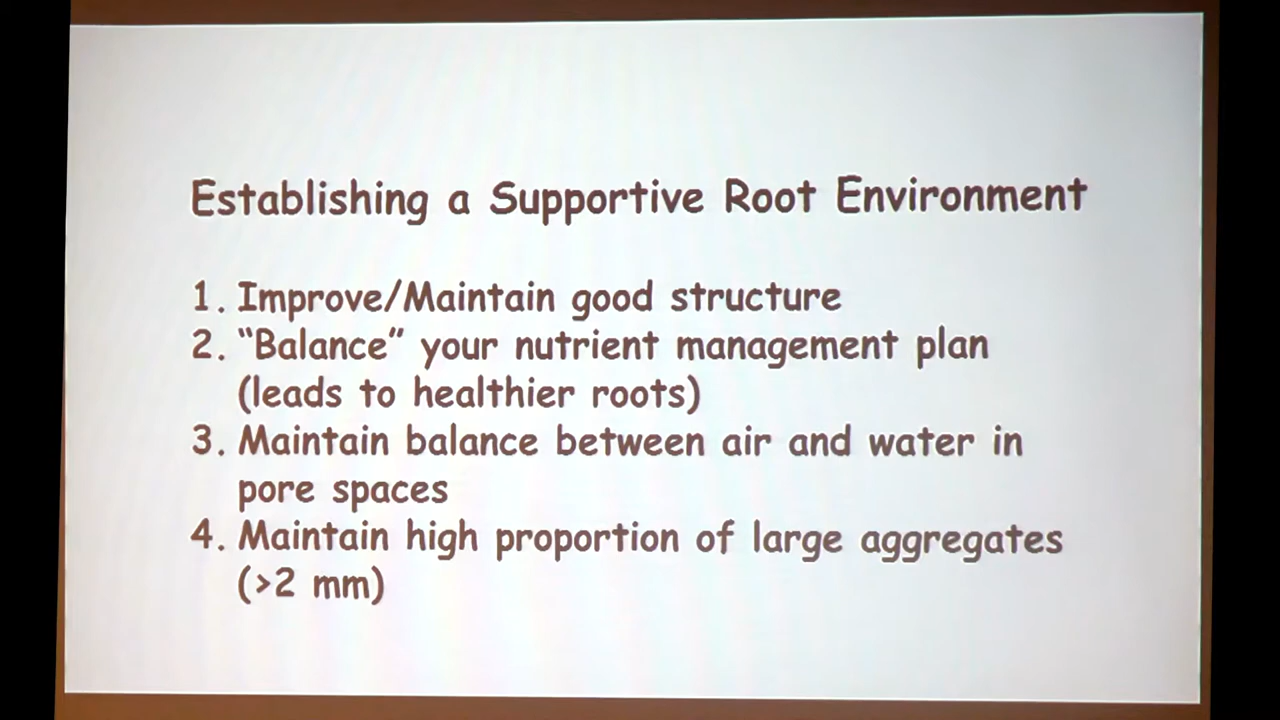 Establishing a Supportive Root Environment
1. Improve/Maintain good structure
2. “Balance” your nutrient management plan
(leads to healthier roots)
3. Maintain balance between air and water in
pore spaces
4. Maintain high proportion of large aggregates
(>2 mm)